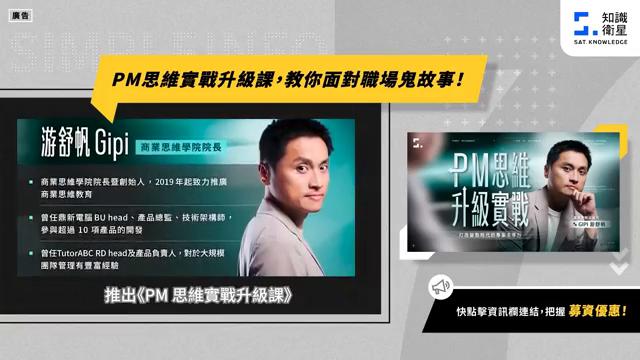 廣告
知識
衛星
SAT. KNOWLEDGE
PM思維實戰升級課，教你面對職場鬼故事！
游舒帆 Gipi
商業思維學院院長
商業思維學院院長暨創始人，2019 年起致力推廣
商業思維教育
曾任鼎新電腦 BU head、產品總監、技術架構師，
參與超過 10 項產品的開發
曾任TutorABC RD head及產品負責人，對於大規模
團隊管理有豐富經驗
推出《PM 思維實戰升級課》
PM思維
升級實戰
GIPI 游舒帆
快點擊資訊欄連結，把握 募資優惠！